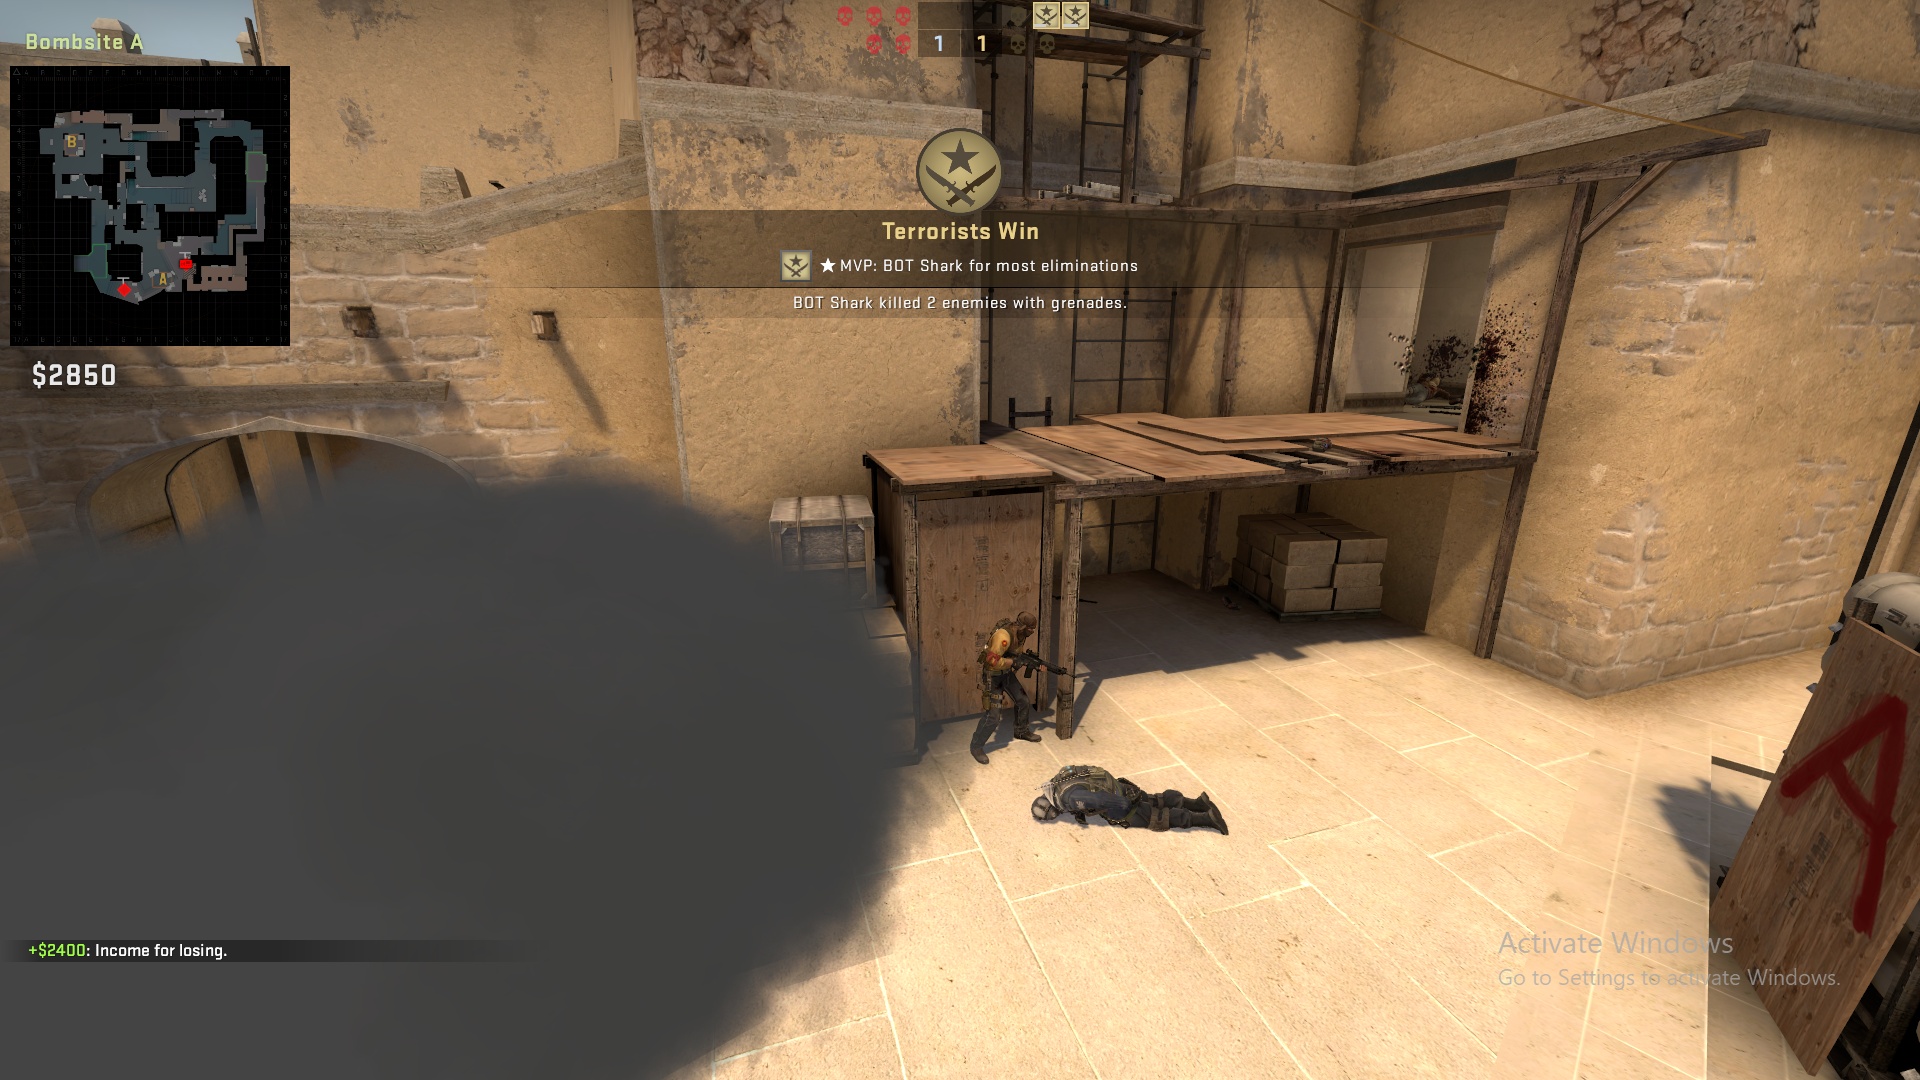 Bombsite A
1 1
B
A
Terrorists Win
★ MVP: BOT Shark for most eliminations
BOT Shark killed 2 enemies with grenades.
$2850
A
+$2400: Income for losing.
Activate Windows
Go to Settings to activate Windows.